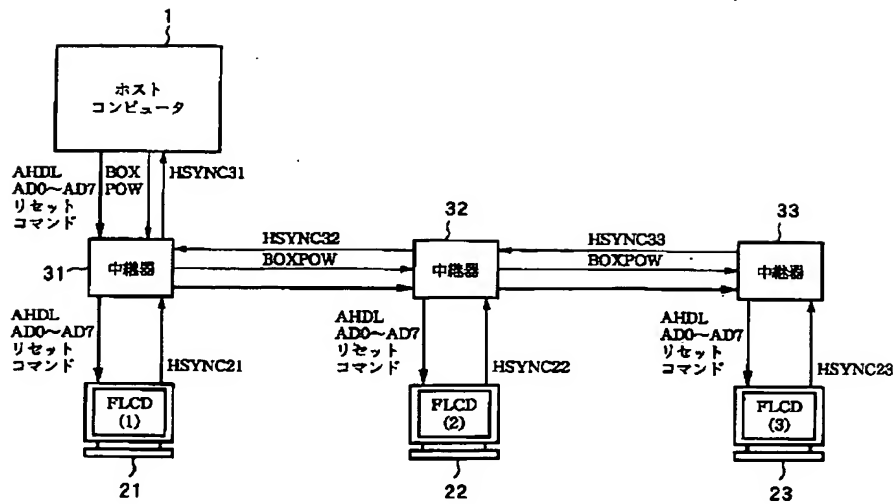 1
ホスト
コンピュータ
AHDL
AD0～AD7
リセット
コマンド
BOX
POW
HSYNC31
31
中継器
HSYNC32
BOXPOW
32
中継器
HSYNC33
BOXPOW
33
中継器
AHDL
AD0～AD7
リセット
コマンド
HSYNC21
FLCD
(1)
21
AHDL
AD0～AD7
リセット
コマンド
HSYNC22
FLCD
(2)
22
AHDL
AD0～AD7
リセット
コマンド
HSYNC23
FLCD
(3)
23